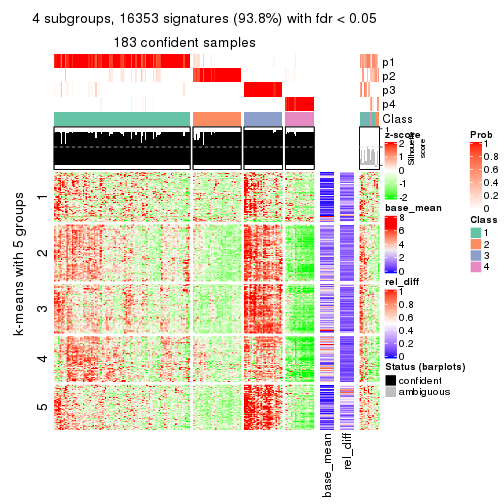 4 subgroups, 16353 signatures (93.8%) with fdr < 0.05
183 confident samples
p1
p2
p3
p4
Class
1
0
Silhouette
score
k-means with 5 groups
1
2
3
4
5
base_mean
rel_diff
z-score
2
1
0
-1
-2
base_mean
8
6
4
2
0
rel_diff
1
0.8
0.6
0.4
0.2
0
Status (barplots)
confident
ambiguous
Prob
1
0.8
0.6
0.4
0.2
0
Class
1
2
3
4